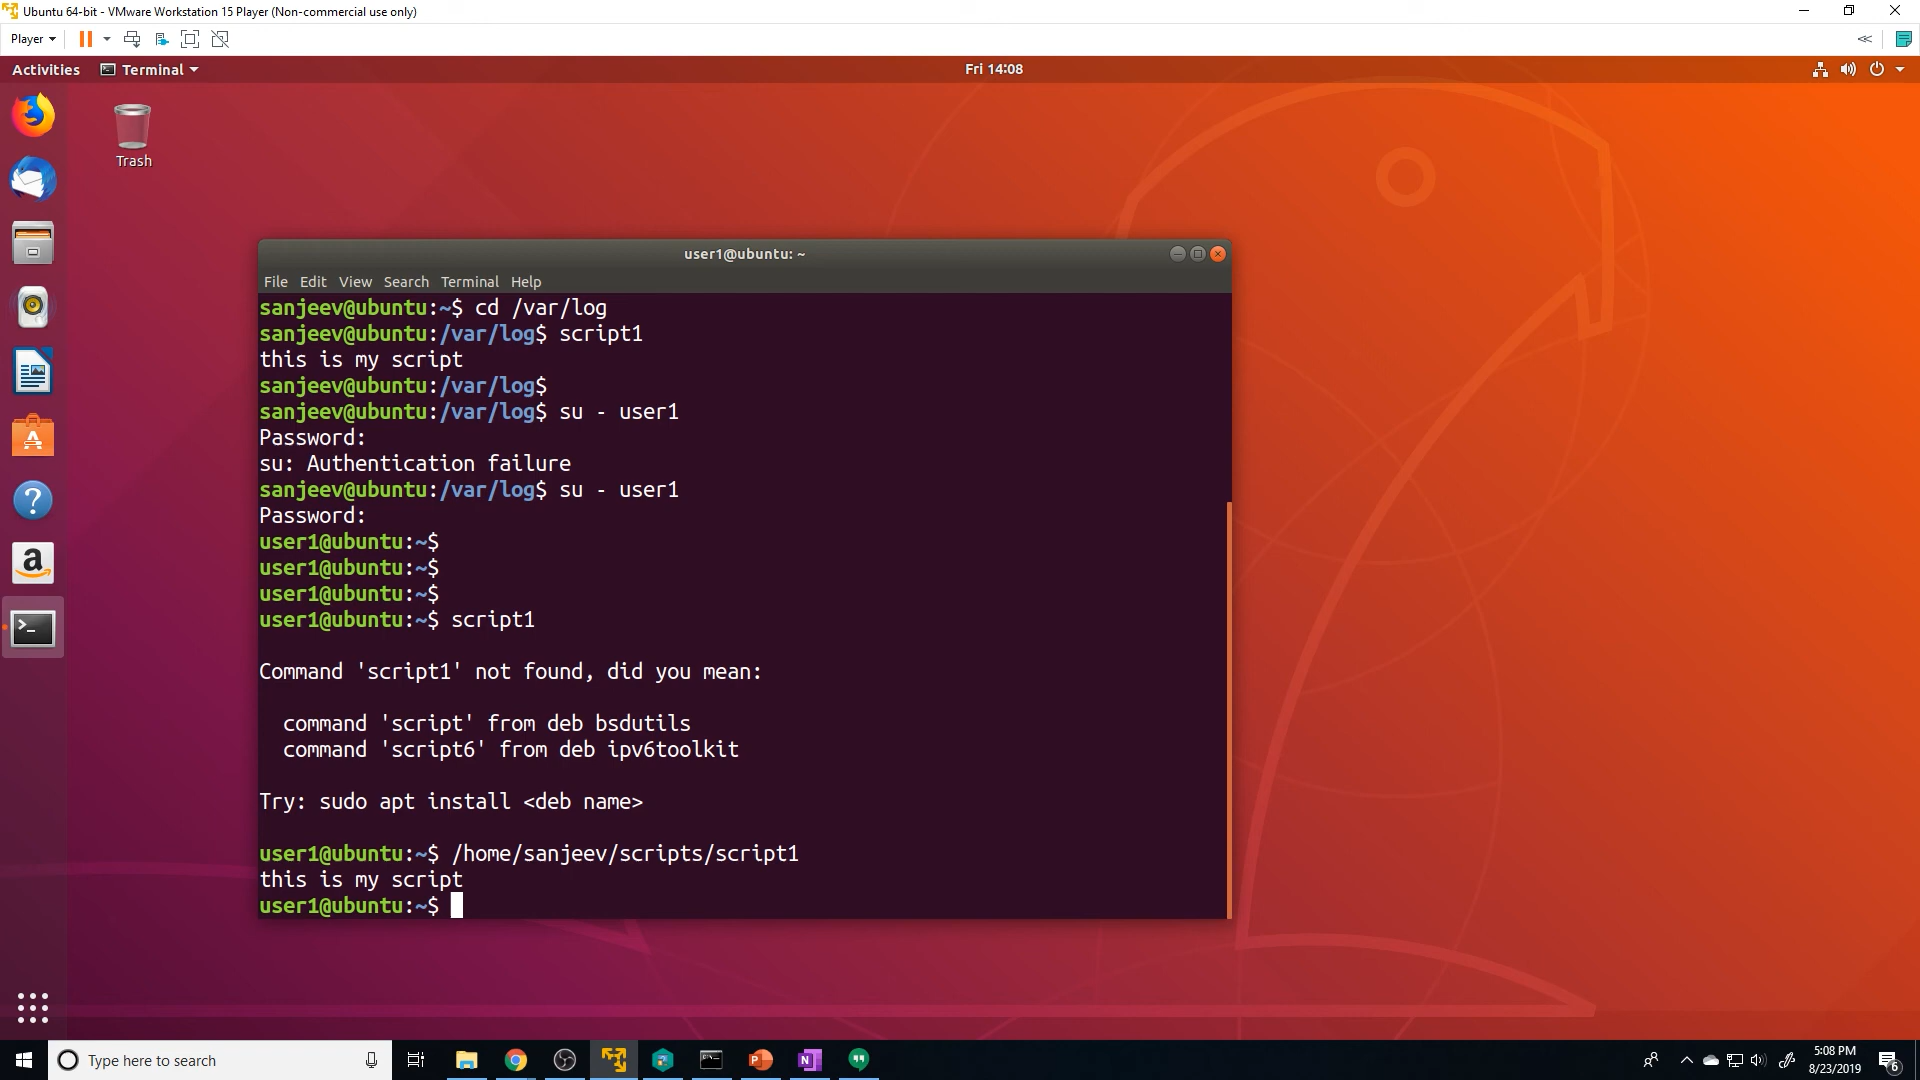 Ubuntu 64-bit - VMware Workstation 15 Player (Non-commercial use only)
Player
Activities
Terminal
Fri 14:08
Trash
user1@ubuntu: ~
File Edit View Search Terminal Help
sanjeev@ubuntu:~$ cd /var/log
sanjeev@ubuntu:/var/log$ script1
this is my script
sanjeev@ubuntu:/var/log$
sanjeev@ubuntu:/var/log$ su - user1
Password:
su: Authentication failure
sanjeev@ubuntu:/var/log$ su - user1
Password:
user1@ubuntu:~$
user1@ubuntu:~$
user1@ubuntu:~$
user1@ubuntu:~$ script1
Command 'script1' not found, did you mean:
command 'script' from deb bsdutils
command 'script6' from deb ipv6toolkit
Try: sudo apt install <deb name>
user1@ubuntu:~$ /home/sanjeev/scripts/script1
this is my script
user1@ubuntu:~$
Type here to search
5:08 PM
8/23/2019
6